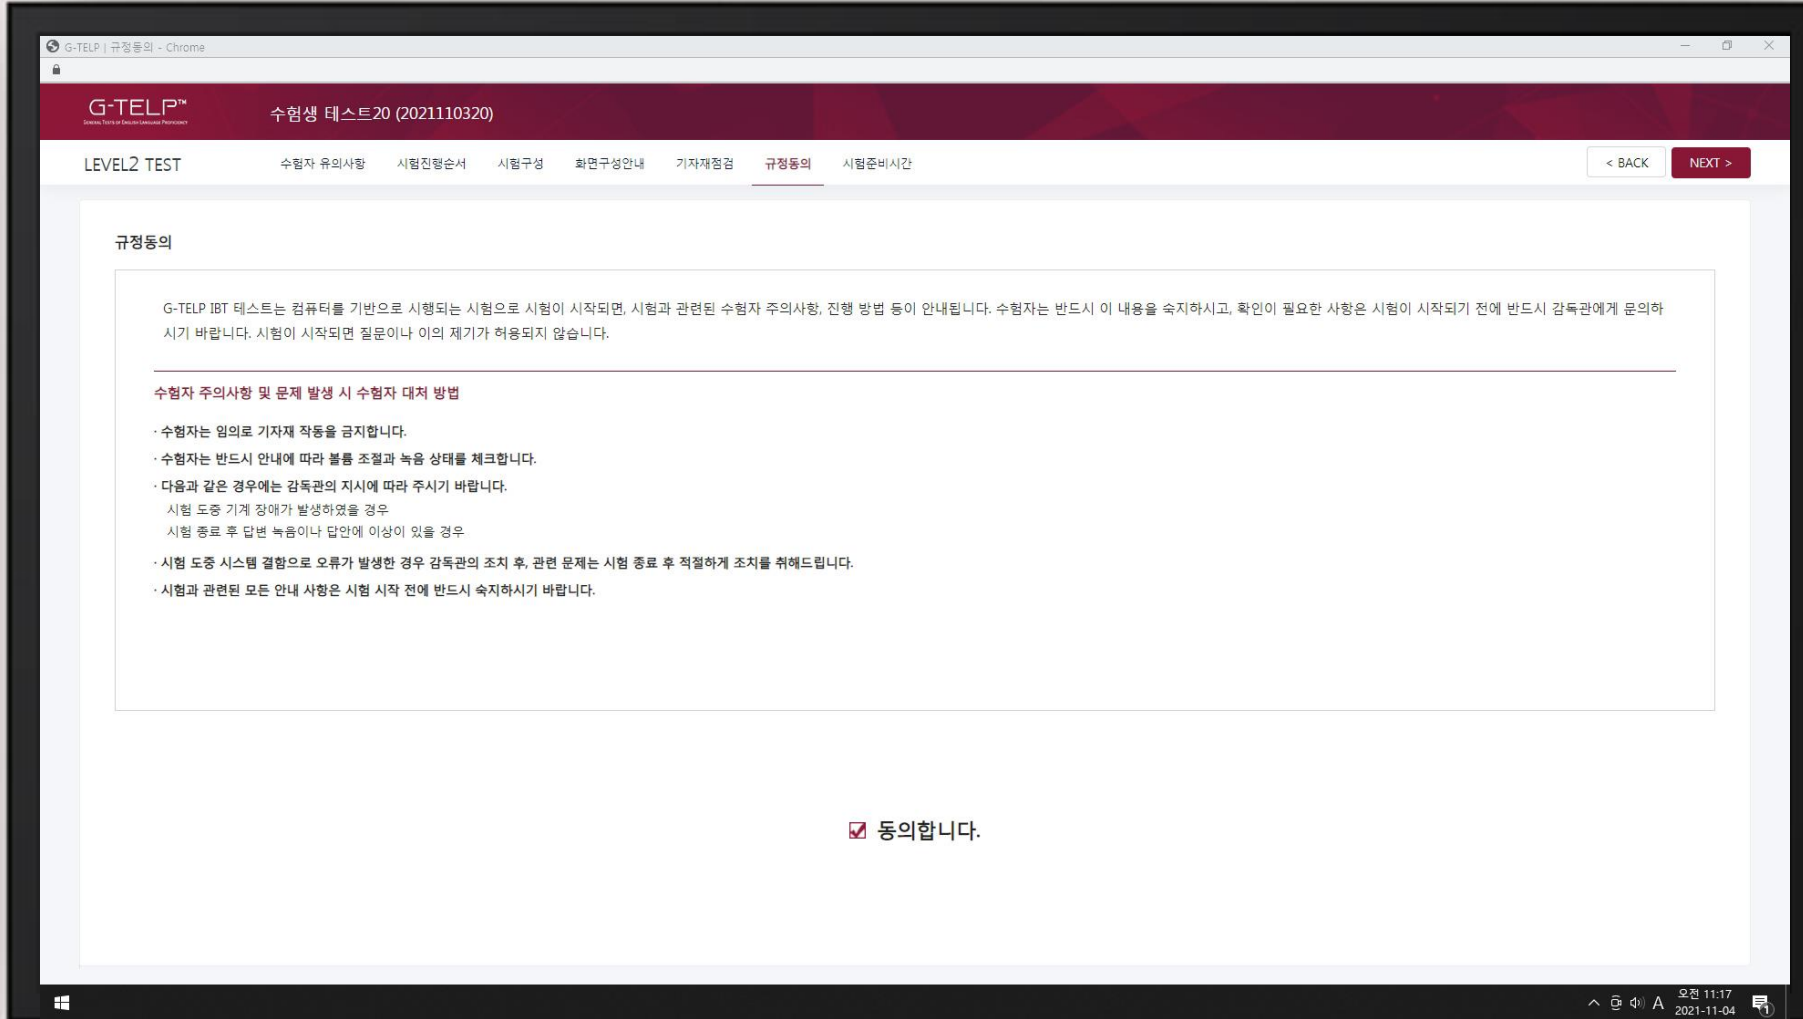 G-TELP | 규정동의 - Chrome
G-TELP™
General Tests of English Language Proficiency
수험생 테스트20 (2021110320)
LEVEL2 TEST
수험자 유의사항
시험진행순서
시험구성
화면구성안내
기자재점검
규정동의
시험준비시간
< BACK
NEXT >
규정동의
G-TELP IBT 테스트는 컴퓨터를 기반으로 시행되는 시험으로 시험이 시작되면, 시험과 관련된 수험자 주의사항, 진행 방법 등이 안내됩니다. 수험자는 반드시 이 내용을 숙지하시고, 확인이 필요한 사항은 시험이 시작되기 전에 반드시 감독관에게 문의하
시기 바랍니다. 시험이 시작되면 질문이나 이의 제기가 허용되지 않습니다.
수험자 주의사항 및 문제 발생 시 수험자 대처 방법
· 수험자는 임의로 기자재 작동을 금지합니다.
· 수험자는 반드시 안내에 따라 볼륨 조절과 녹음 상태를 체크합니다.
· 다음과 같은 경우에는 감독관의 지시에 따라 주시기 바랍니다.
시험 도중 기계 장애가 발생하였을 경우
시험 종료 후 답변 녹음이나 답안에 이상이 있을 경우
· 시험 도중 시스템 결함으로 오류가 발생한 경우 감독관의 조치 후, 관련 문제는 시험 종료 후 적절하게 조치를 취해드립니다.
· 시험과 관련된 모든 안내 사항은 시험 시작 전에 반드시 숙지하시기 바랍니다.
동의합니다.
A
오전 11:17
2021-11-04
1